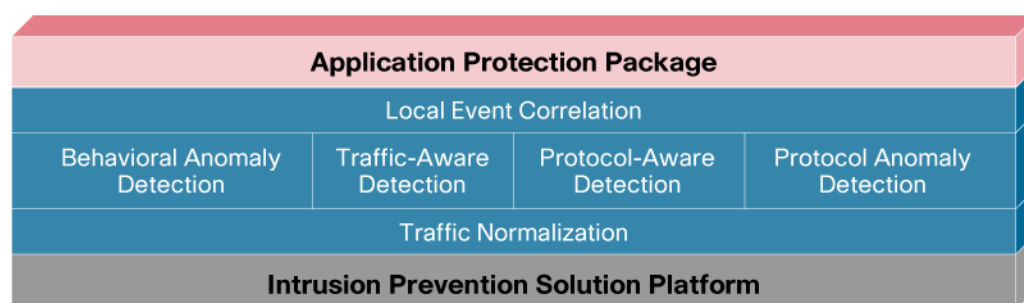 Application Protection Package
Local Event Correlation
Behavioral Anomaly
Detection
Traffic-Aware
Detection
Protocol-Aware
Detection
Protocol Anomaly
Detection
Traffic Normalization
Intrusion Prevention Solution Platform